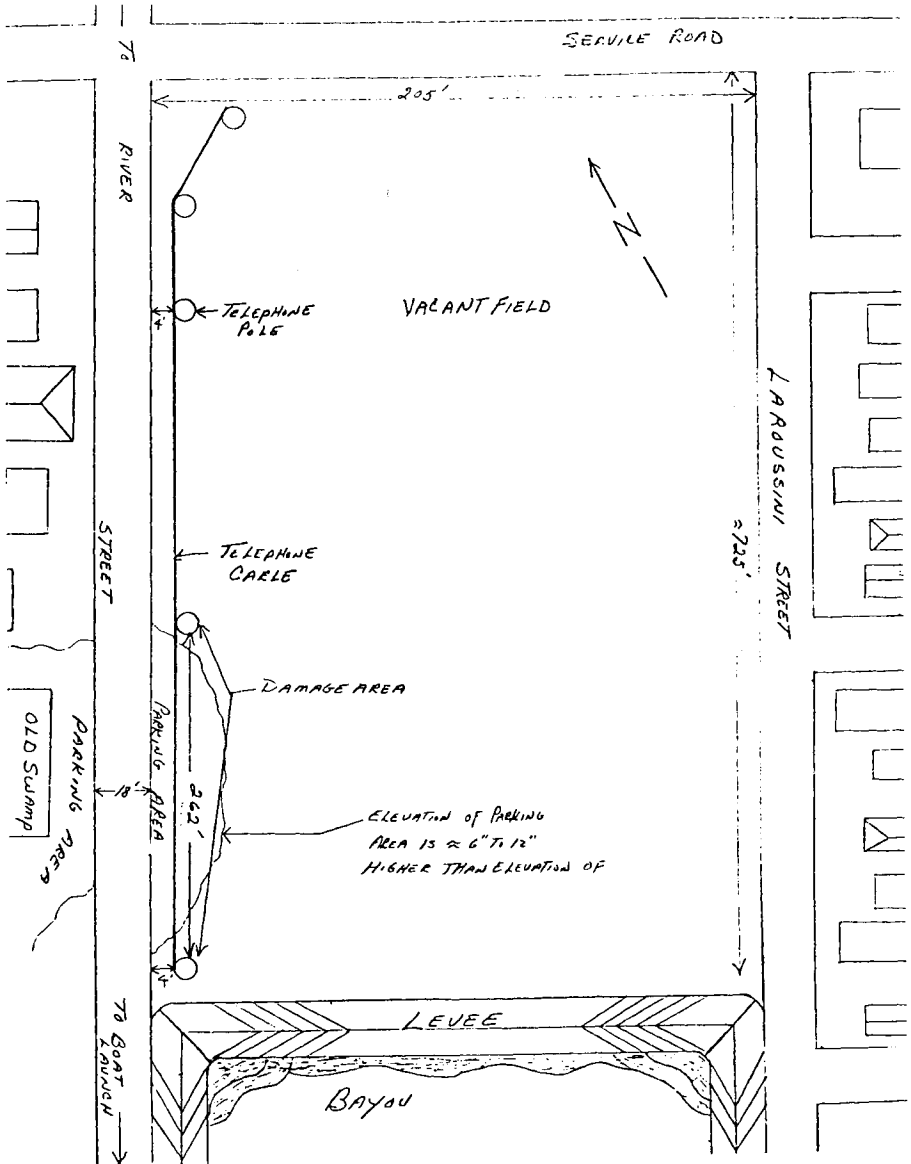 SERVICE ROAD
TO
RIVER
205'
N
VACANT FIELD
TELEPHONE
POLE
4'
LAROUSSINI STREET
≈725'
STREET
TELEPHONE
CABLE
DAMAGE AREA
PARKING AREA
262'
18'
PARKING AREA
OLD SWAMP
ELEVATION OF PARKING
AREA IS ≈ 6" TO 12"
HIGHER THAN ELEVATION OF
4'
LEVEE
TO BOAT
LAUNCH
BAYOU